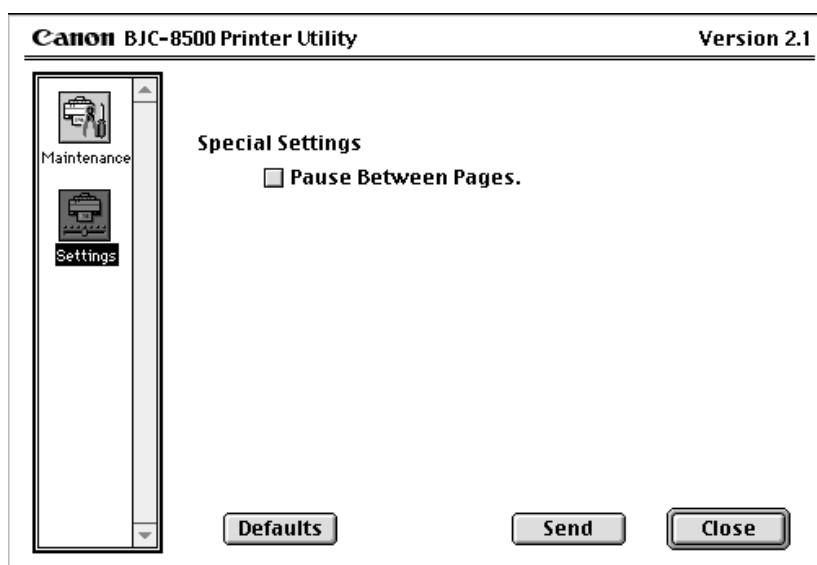 Canon BJC-8500 Printer Utility Version 2.1
Maintenance
Settings
Special Settings
Pause Between Pages.
Defaults Send Close